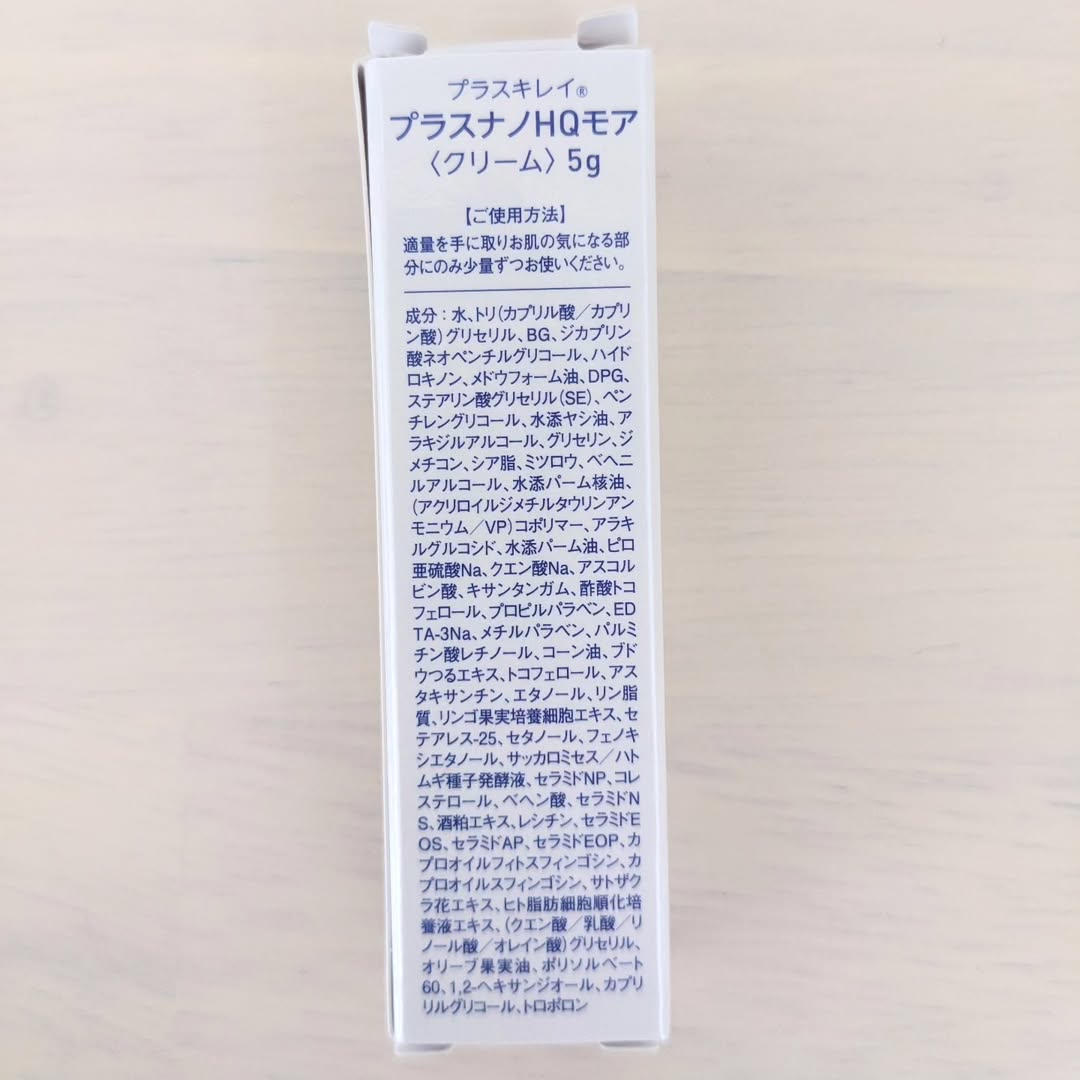 プラスキレイ®
プラスナノHQモア
〈クリーム〉5g
【ご使用方法】
適量を手に取りお肌の気になる部
分にのみ少量ずつお使いください。
成分：水、トリ(カプリル酸／カプリ
ン酸)グリセリル、BG、ジカプリン
酸ネオペンチルグリコール、ハイド
ロキノン、メドウフォーム油、DPG、
ステアリン酸グリセリル(SE)、ペン
チレングリコール、水添ヤシ油、ア
ラキジルアルコール、グリセリン、ジ
メチコン、シア脂、ミツロウ、ベヘニ
ルアルコール、水添パーム核油、
(アクリロイルジメチルタウリンアン
モニウム／VP)コポリマー、アラキ
ルグルコシド、水添パーム油、ピロ
亜硫酸Na、クエン酸Na、アスコル
ビン酸、キサンタンガム、酢酸トコ
フェロール、プロピルパラベン、ED
TA-3Na、メチルパラベン、パルミ
チン酸レチノール、コーン油、ブド
ウつるエキス、トコフェロール、アス
タキサンチン、エタノール、リン脂
質、リンゴ果実培養細胞エキス、セ
テアレス-25、セタノール、フェノキ
シエタノール、サッカロミセス／ハト
ムギ種子発酵液、セラミドNP、コレ
ステロール、ベヘン酸、セラミドN
S、酒粕エキス、レシチン、セラミドE
OS、セラミドAP、セラミドEOP、カ
プロオイルフィトスフィンゴシン、カ
プロオイルスフィンゴシン、サトザク
ラ花エキス、ヒト脂肪細胞順化培
養液エキス、(クエン酸／乳酸／リ
ノール酸／オレイン酸)グリセリル、
オリーブ果実油、ポリソルベート
60、1,2-ヘキサンジオール、カプリ
リルグリコール、トロポロン